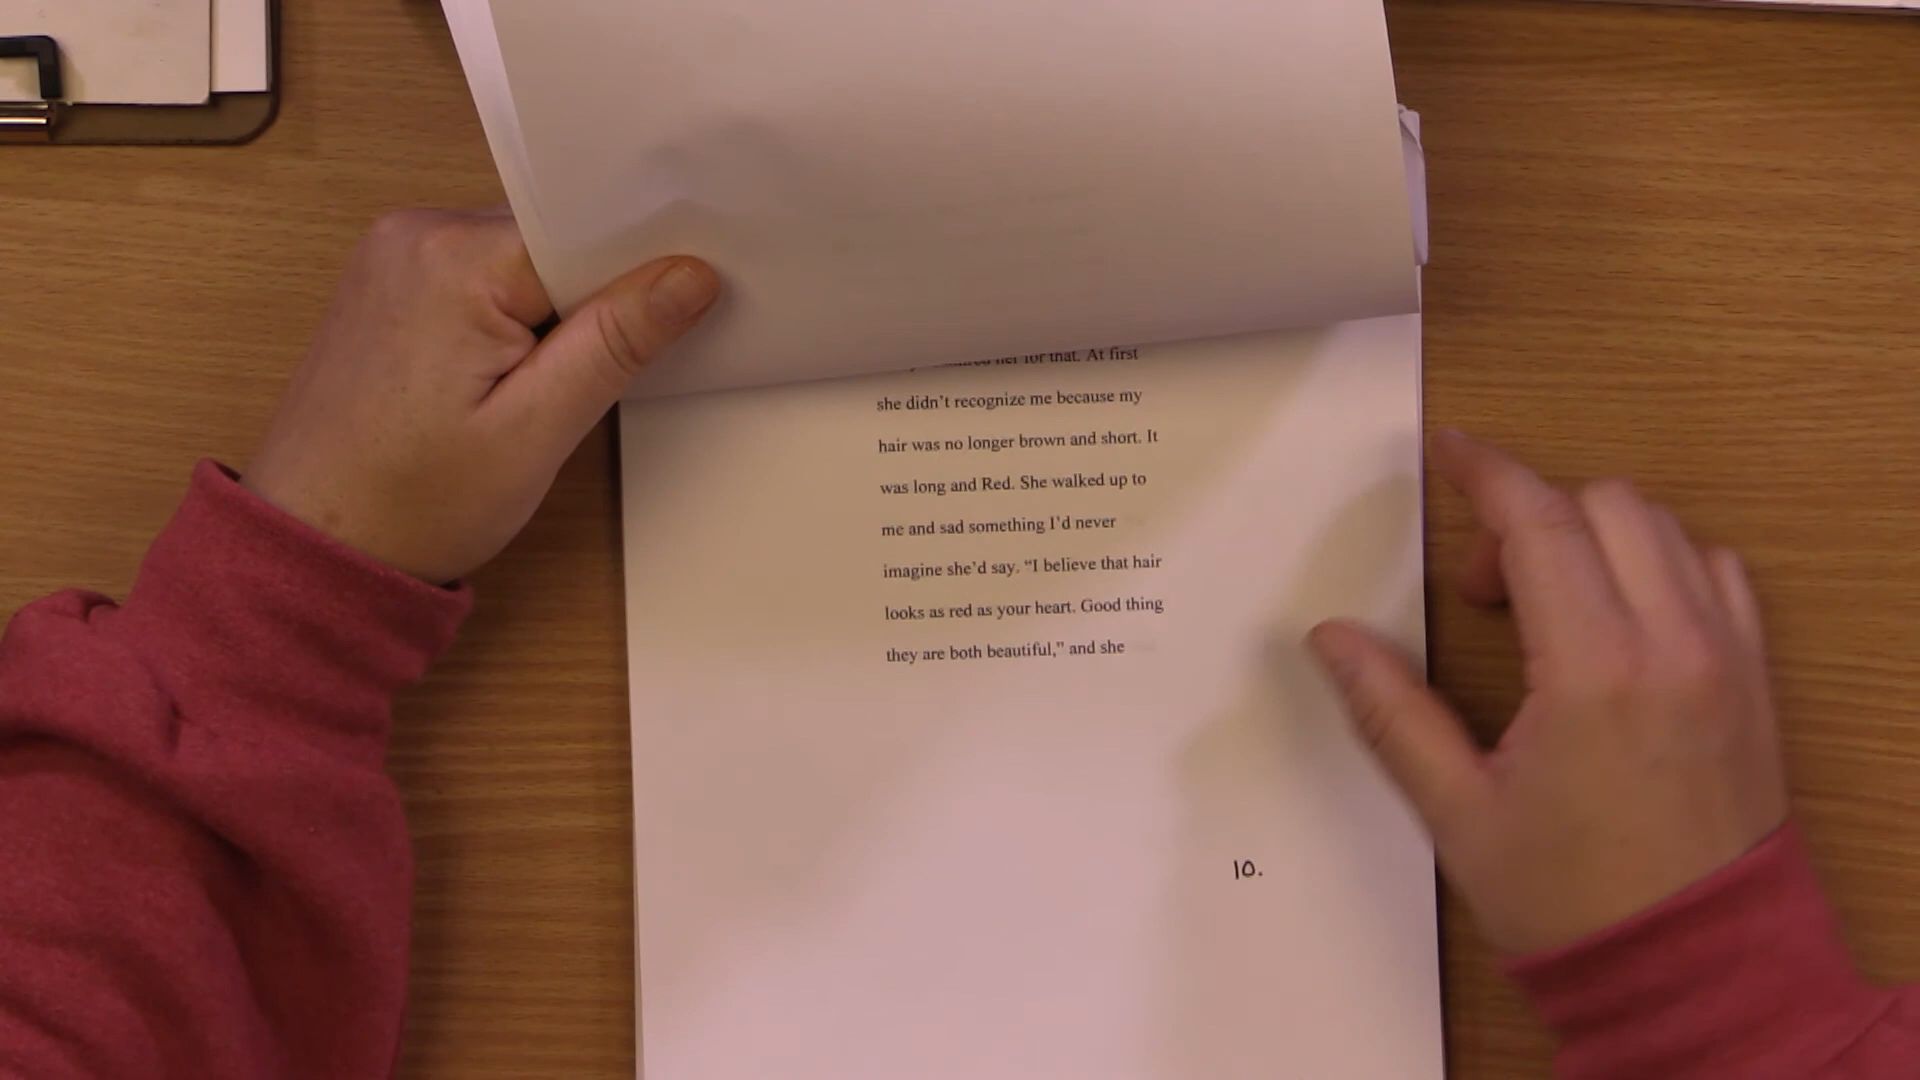 her for that. At first
she didn't recognize me because my
hair was no longer brown and short. It
was long and Red. She walked up to
me and sad something I'd never
imagine she'd say. “I believe that hair
looks as red as your heart. Good thing
they are both beautiful,” and she
10.